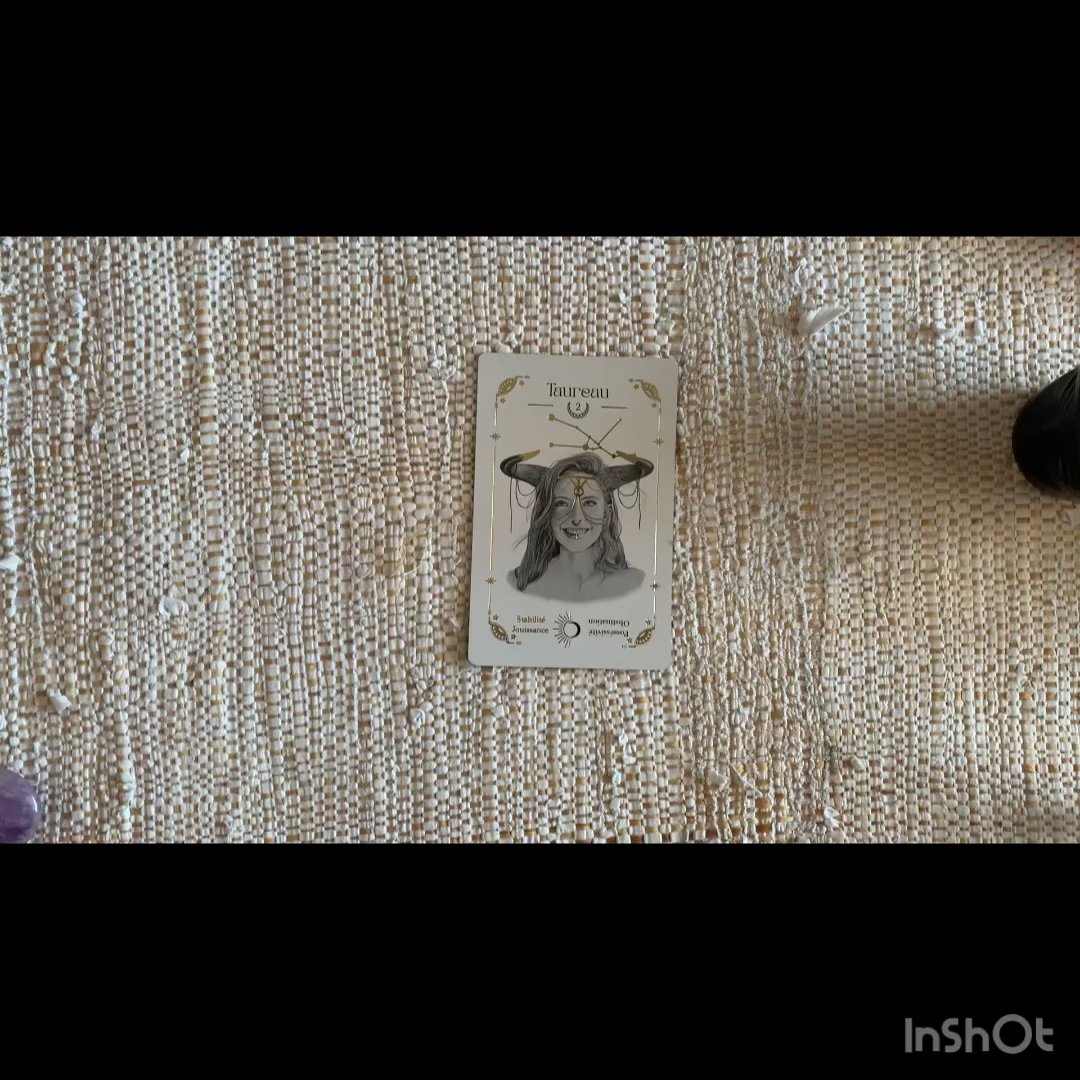 Taureau
2
Stabilité
Jouissance
Possessivité
Obstination
InShOt